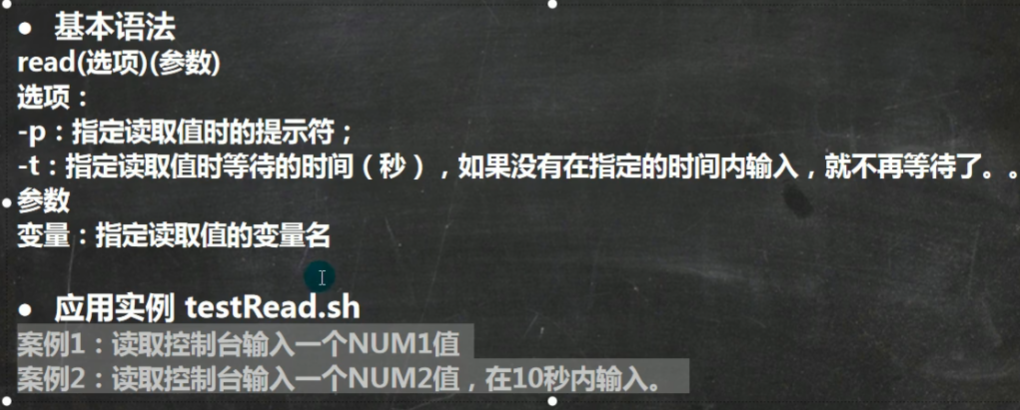 ● 基本语法
read(选项)(参数)
选项：
-p：指定读取值时的提示符；
-t：指定读取值时等待的时间（秒），如果没有在指定的时间内输入，就不再等待了。。
参数
变量：指定读取值的变量名
● 应用实例 testRead.sh
案例1：读取控制台输入一个NUM1值
案例2：读取控制台输入一个NUM2值，在10秒内输入。